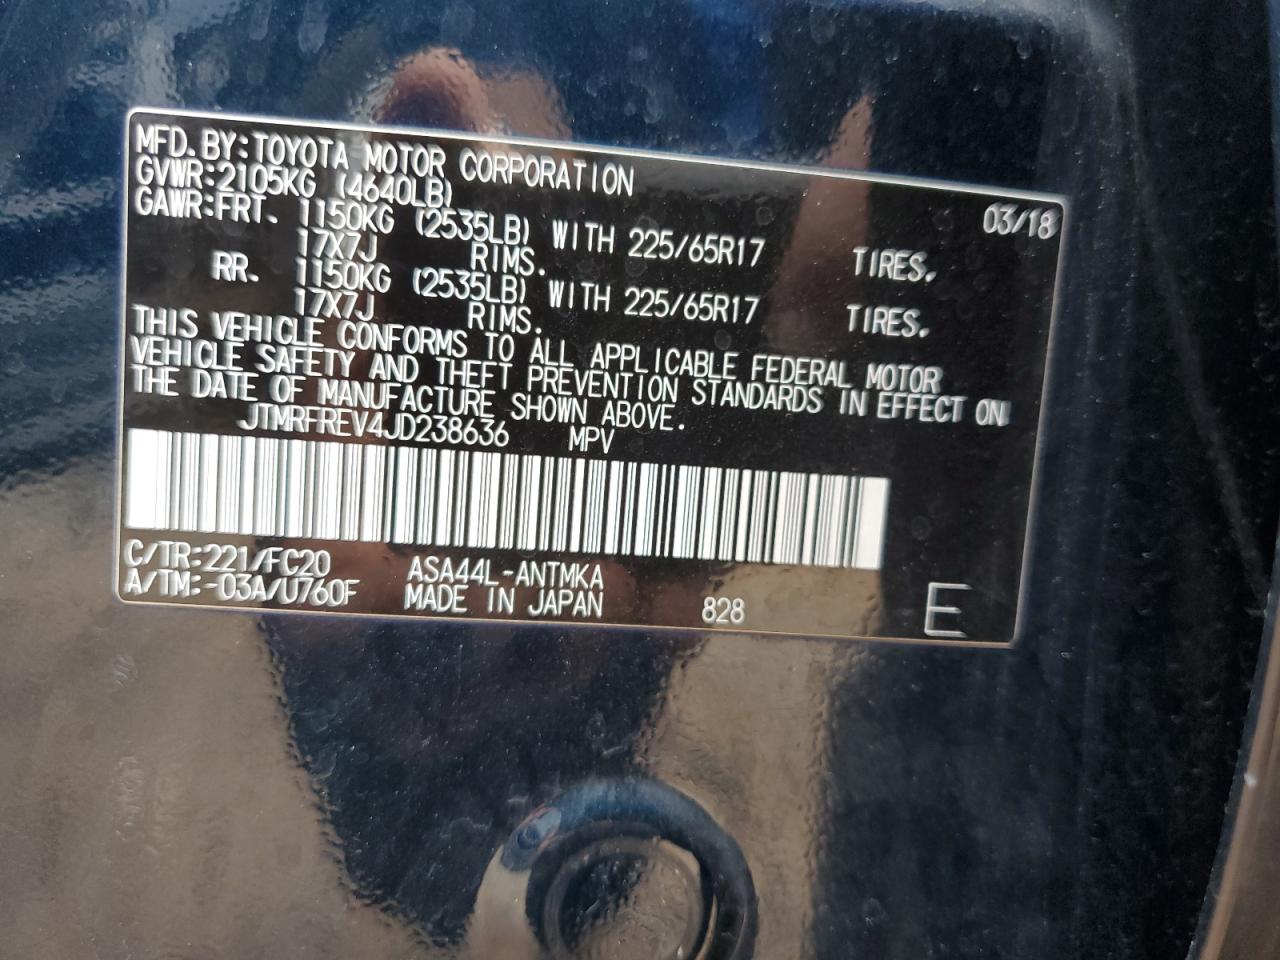 MFD. BY: TOYOTA MOTOR CORPORATION 03/18
GVWR: 2105KG (4640LB)
GAWR: FRT. 1150KG (2535LB) WITH 225/65R17 TIRES.
17X7J RIMS.
RR. 1150KG (2535LB) WITH 225/65R17 TIRES.
17X7J RIMS.
THIS VEHICLE CONFORMS TO ALL APPLICABLE FEDERAL MOTOR
VEHICLE SAFETY AND THEFT PREVENTION STANDARDS IN EFFECT ON
THE DATE OF MANUFACTURE SHOWN ABOVE.
JTMRFREV4JD238636 MPV
C/TR: 221/FC20 ASA44L-ANTMKA
A/TM: -03A/U760F MADE IN JAPAN 828 E